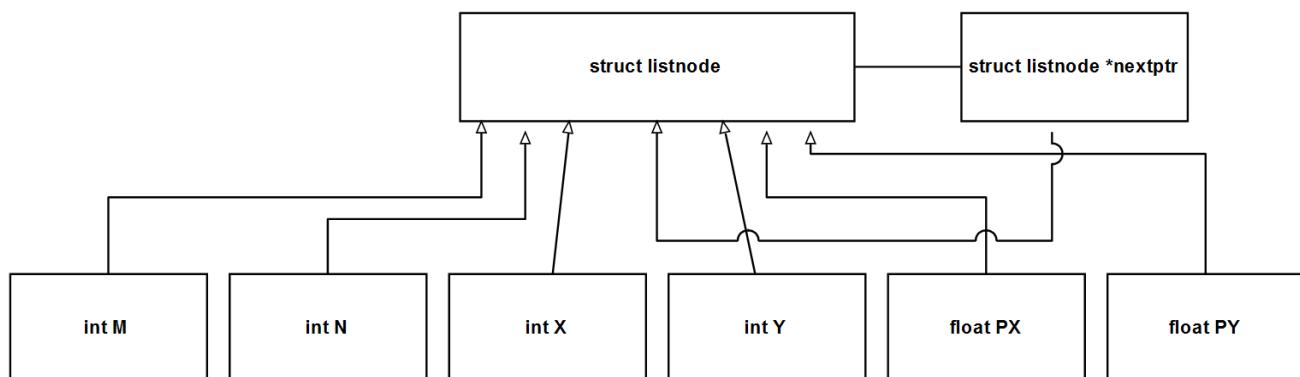 struct listnode
struct listnode *nextptr
int M
int N
int X
int Y
float PX
float PY